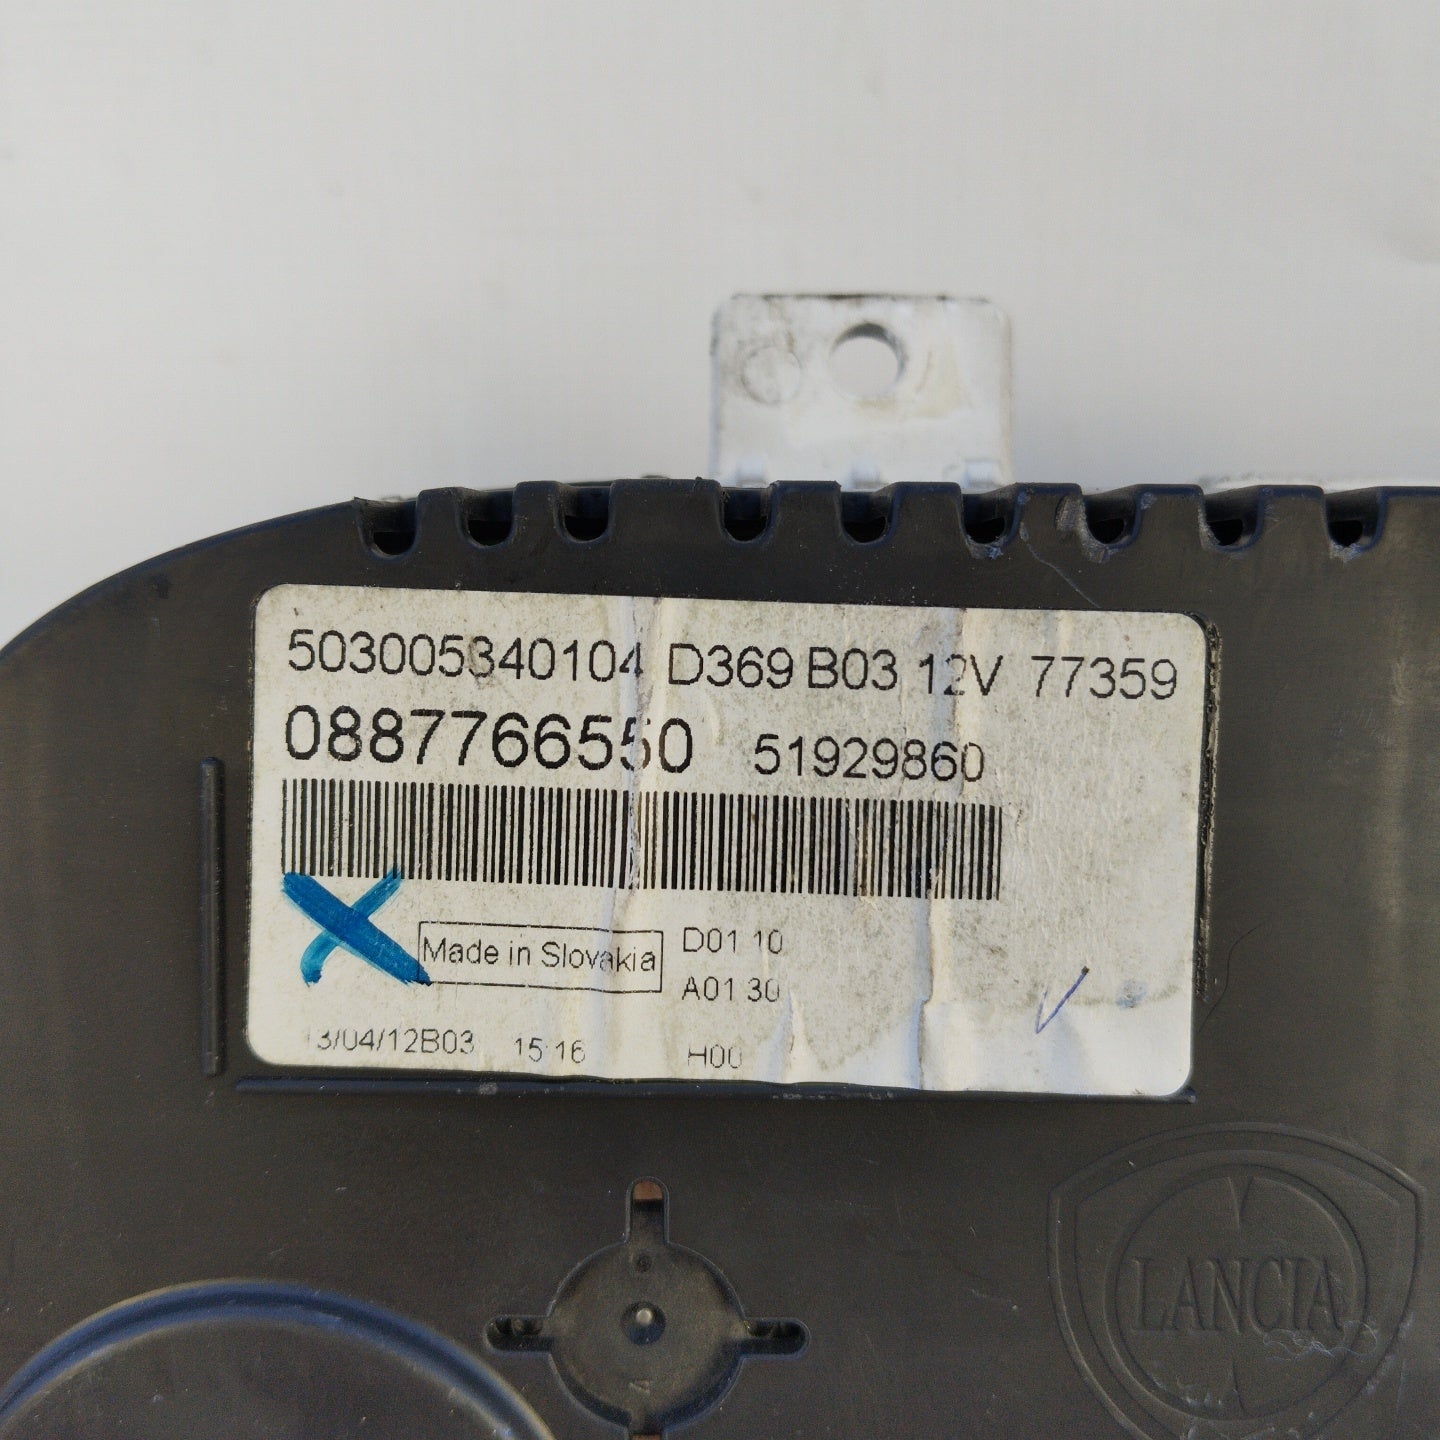 503005340104 D369 B03 12V 77359
0887766550 51929860
Made in Slovakia
D01 10
A01 30
13/04/12B03 15:16 H00
LANCIA